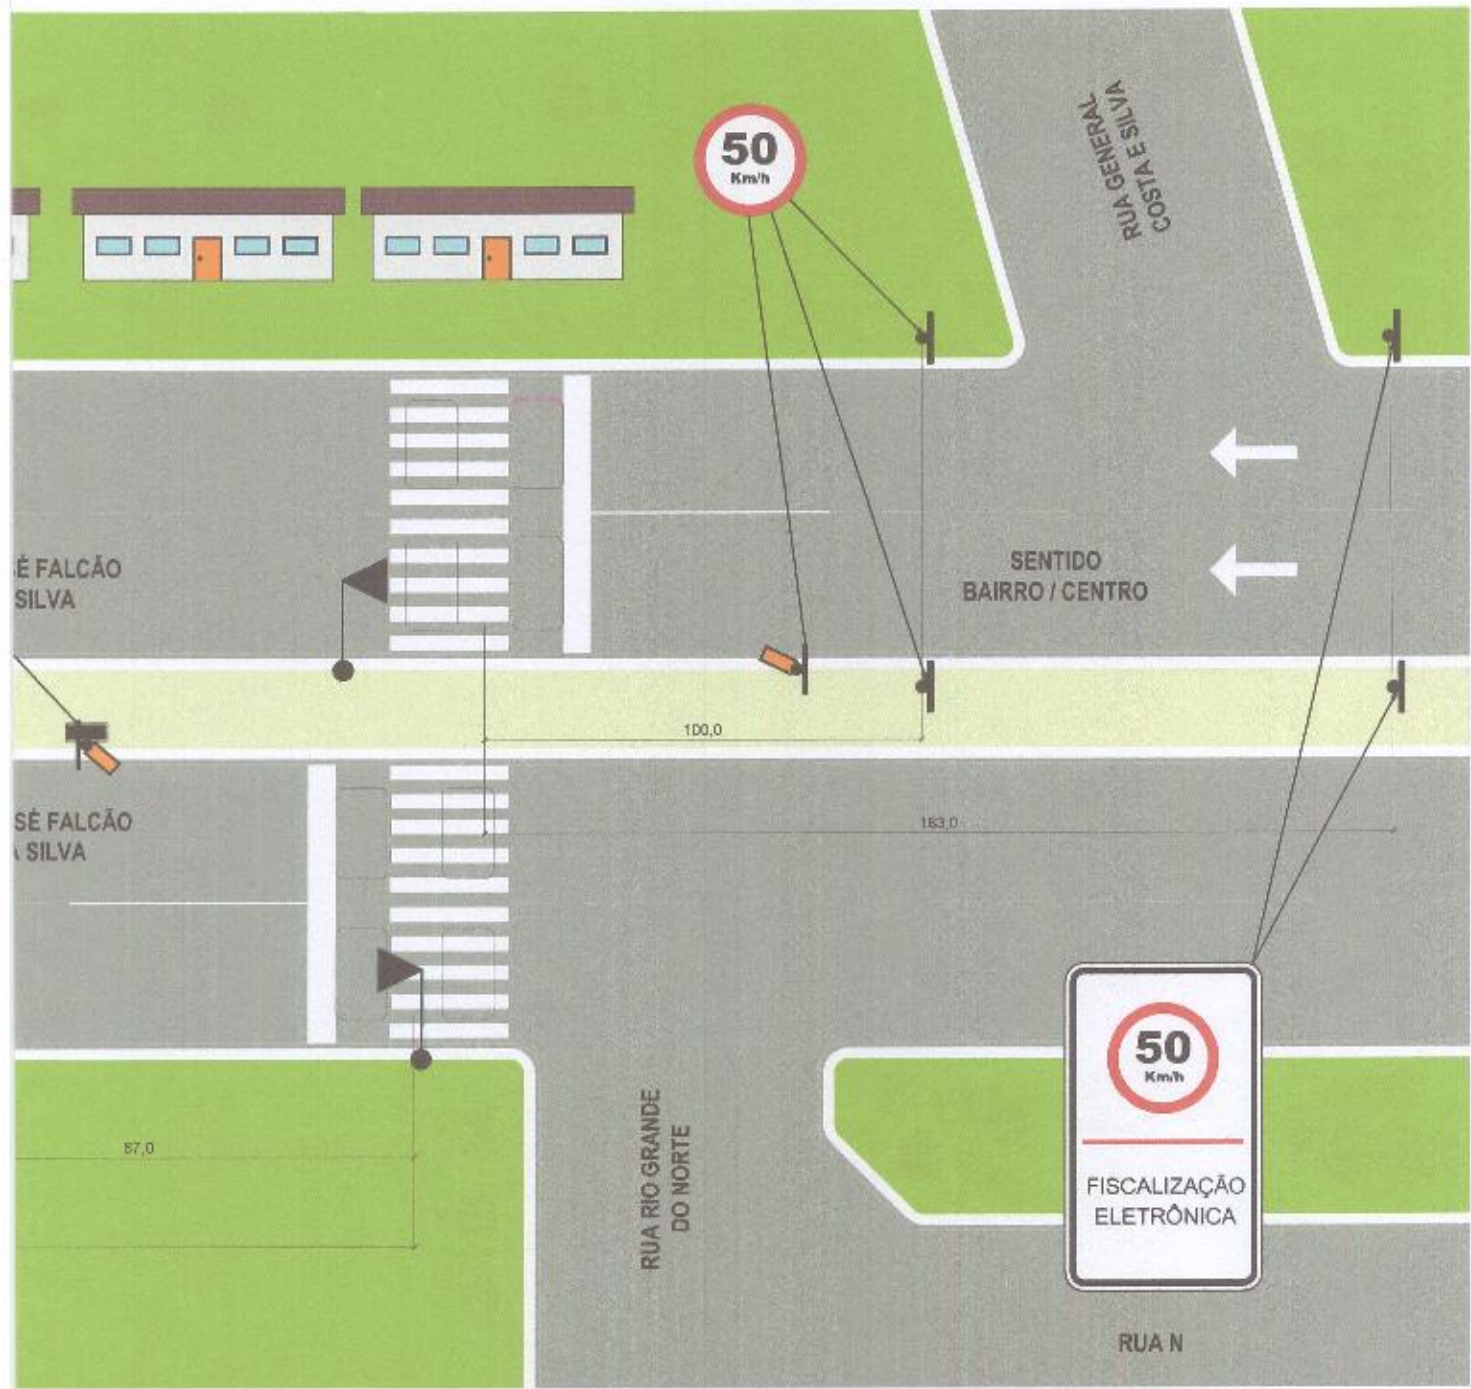 50
Km/h
RUA GENERAL
COSTA E SILVA
É FALCÃO
SILVA
SENTIDO
BAIRRO / CENTRO
100,0
SÉ FALCÃO
SILVA
183,0
87,0
RUA RIO GRANDE
DO NORTE
50
Km/h
FISCALIZAÇÃO
ELETRÔNICA
RUA N